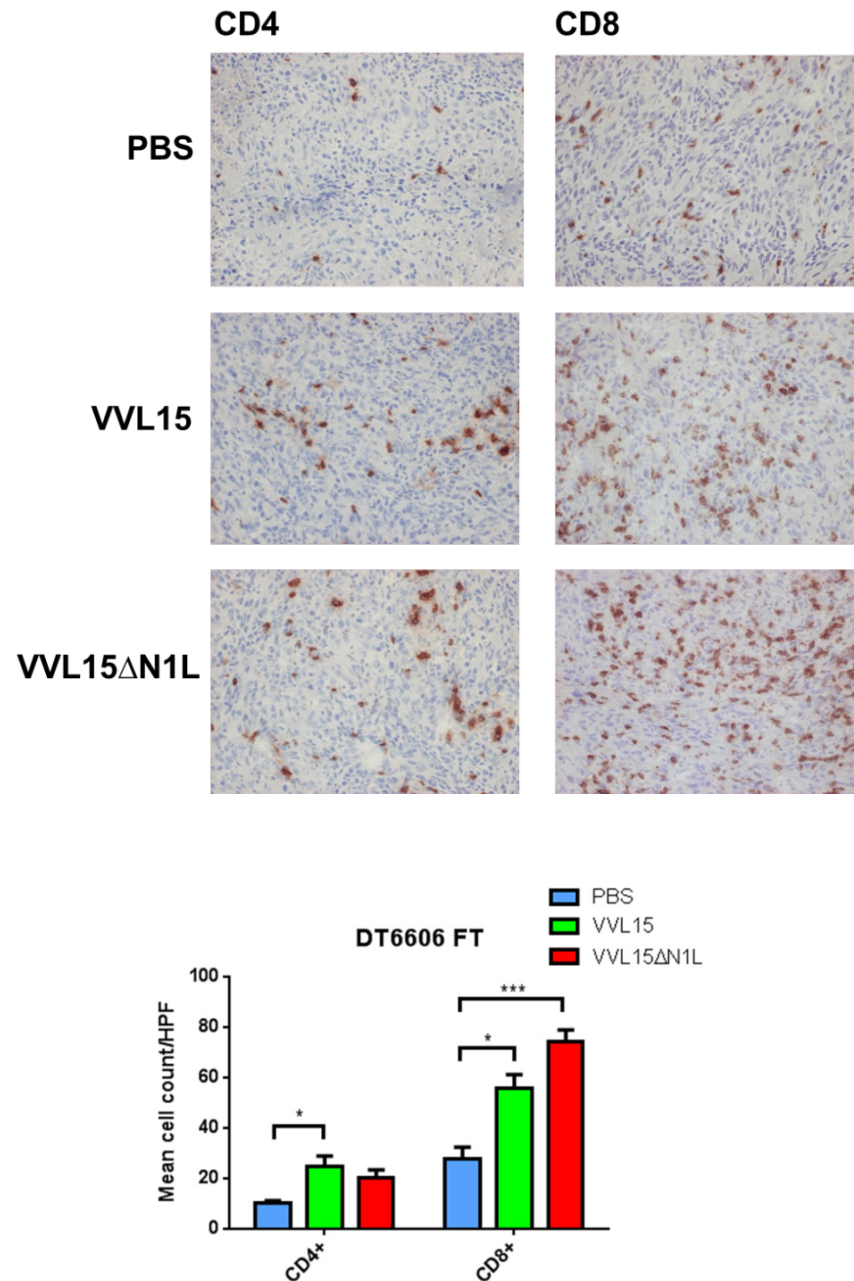 CD4 CD8
PBS
VVL15
VVL15ΔN1L
PBS
VVL15
VVL15ΔN1L
DT6606 FT
Mean cell count/HPF
100
80
60
40
20
0
*
*
***
CD4+
CD8+